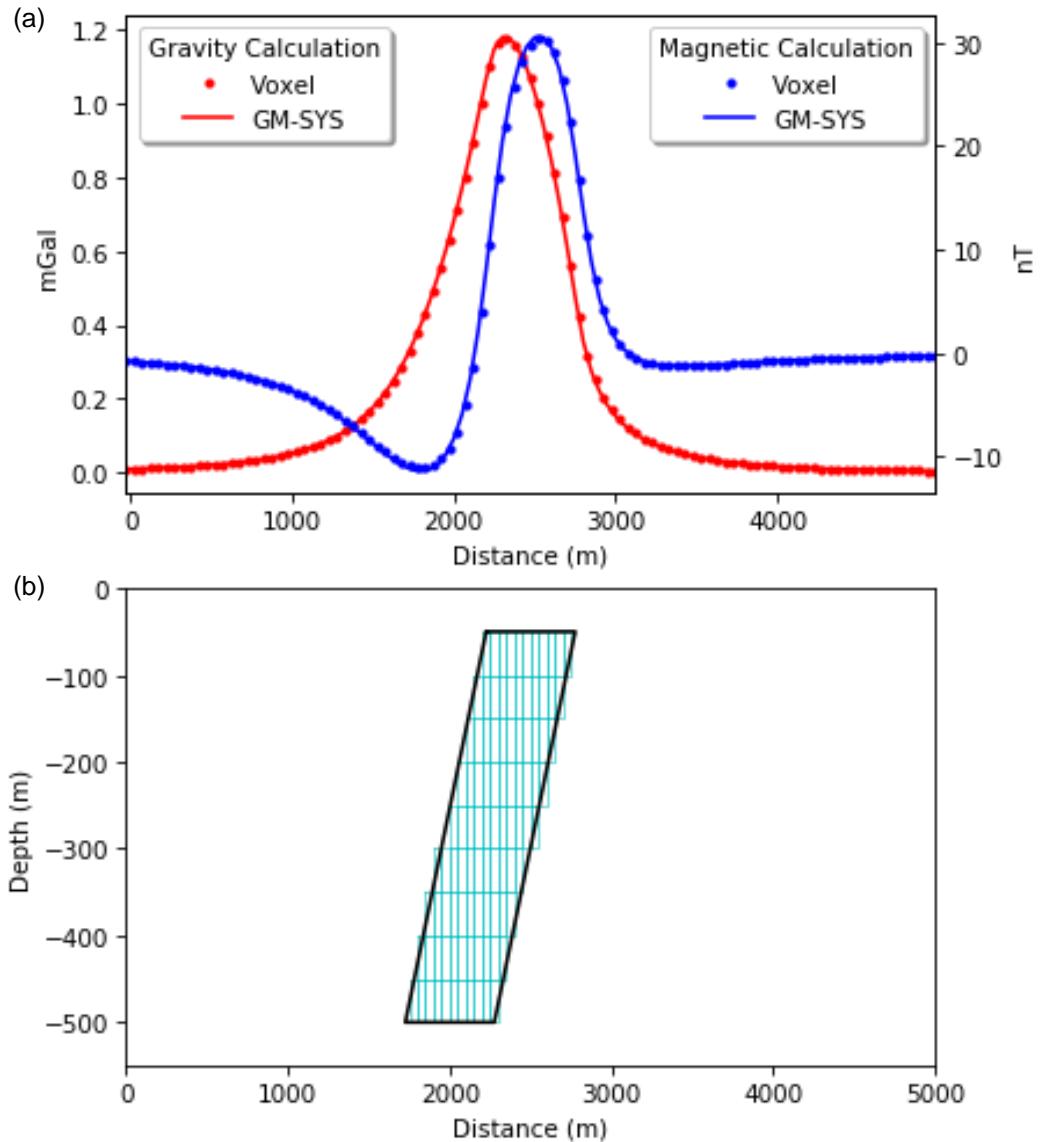 (a)
Gravity Calculation
Voxel
GM-SYS
Magnetic Calculation
Voxel
GM-SYS
1.2
1.0
0.8
0.6
0.4
0.2
0.0
mGal
30
20
10
0
−10
nT
0 1000 2000 3000 4000
Distance (m)
(b)
0
−100
−200
−300
−400
−500
Depth (m)
0 1000 2000 3000 4000 5000
Distance (m)